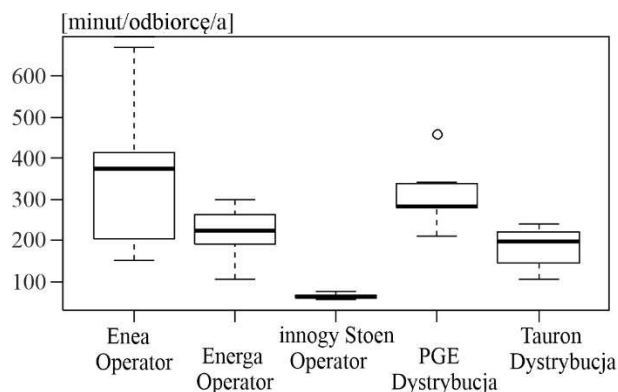 [minut/odbiorcę/a]
600
500
400
300
200
100
Enea
Operator
Energa
Operator
innogy Stoen
Operator
PGE
Dystrybucja
Tauron
Dystrybucja